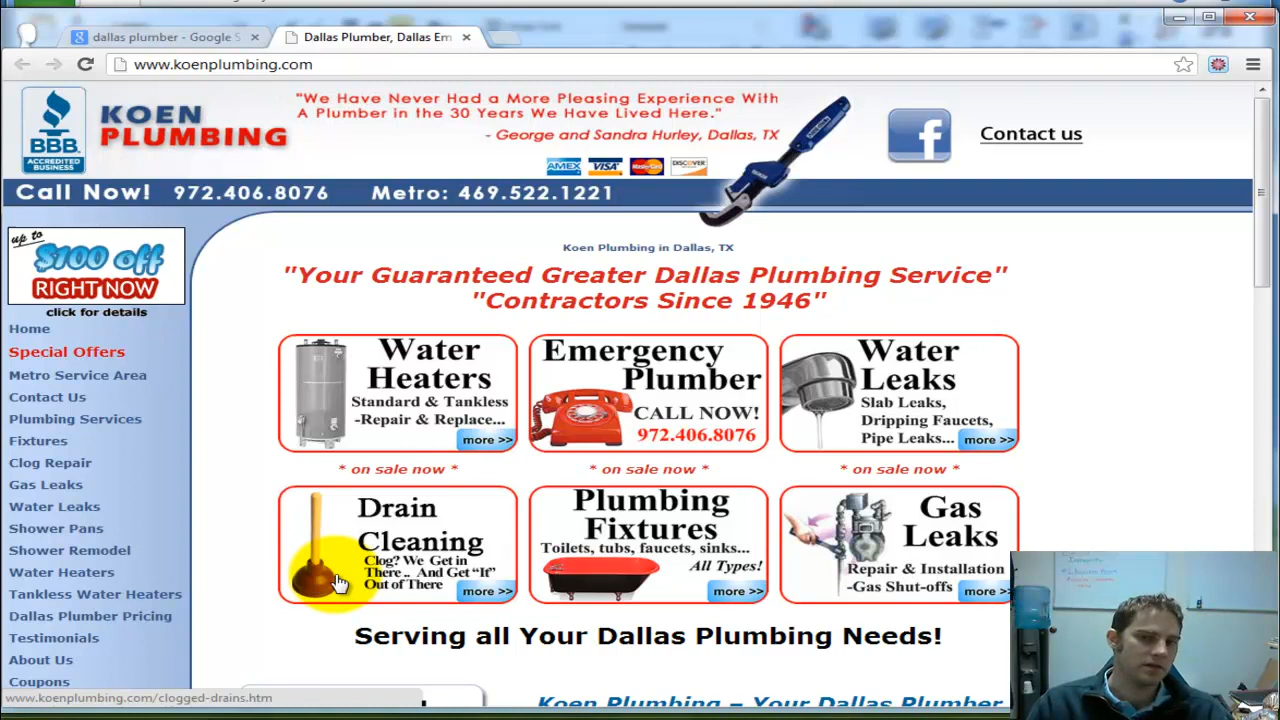 dallas plumber - Google S
Dallas Plumber, Dallas Em
www.koenplumbing.com
BBB.
ACCREDITED
BUSINESS
KOEN
PLUMBING
"We Have Never Had a More Pleasing Experience With
A Plumber in the 30 Years We Have Lived Here."
- George and Sandra Hurley, Dallas, TX
AMEX VISA MasterCard DISCOVER
f
Contact us
Call Now! 972.406.8076 Metro: 469.522.1221
up to
$100 off
RIGHT NOW
click for details
Home
Special Offers
Metro Service Area
Contact Us
Plumbing Services
Fixtures
Clog Repair
Gas Leaks
Water Leaks
Shower Pans
Shower Remodel
Water Heaters
Tankless Water Heaters
Dallas Plumber Pricing
Testimonials
About Us
Coupons
Koen Plumbing in Dallas, TX
"Your Guaranteed Greater Dallas Plumbing Service"
"Contractors Since 1946"
Water
Heaters
Standard & Tankless
-Repair & Replace...
more >>
* on sale now *
Emergency
Plumber
CALL NOW!
972.406.8076
* on sale now *
Water
Leaks
Slab Leaks,
Dripping Faucets,
Pipe Leaks...
more >>
* on sale now *
Drain
Cleaning
Clog? We Get in
There.. And Get "It"
Out of There
more >>
Plumbing
Fixtures
Toilets, tubs, faucets, sinks...
All Types!
more >>
Gas
Leaks
Repair & Installation
-Gas Shut-offs
more >>
Serving all Your Dallas Plumbing Needs!
Koen Plumbing – Your Dallas Plumber
www.koenplumbing.com/clogged-drains.htm